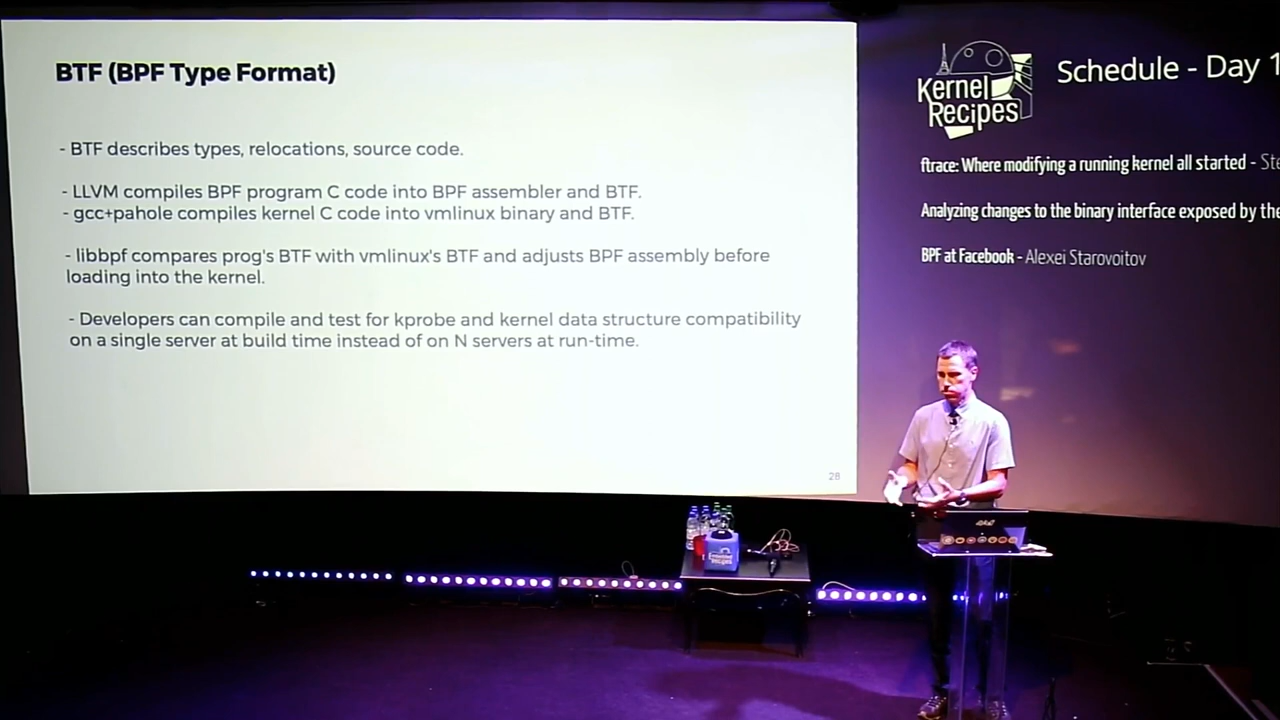 BTF (BPF Type Format)
- BTF describes types, relocations, source code.
- LLVM compiles BPF program C code into BPF assembler and BTF.
- gcc+pahole compiles kernel C code into vmlinux binary and BTF.
- libbpf compares prog's BTF with vmlinux's BTF and adjusts BPF assembly before
loading into the kernel.
- Developers can compile and test for kprobe and kernel data structure compatibility
on a single server at build time instead of on N servers at run-time.
28
Kernel
Recipes
Schedule - Day 1
ftrace: Where modifying a running kernel all started - Ste
Analyzing changes to the binary interface exposed by the
BPF at Facebook - Alexei Starovoitov
Recipes